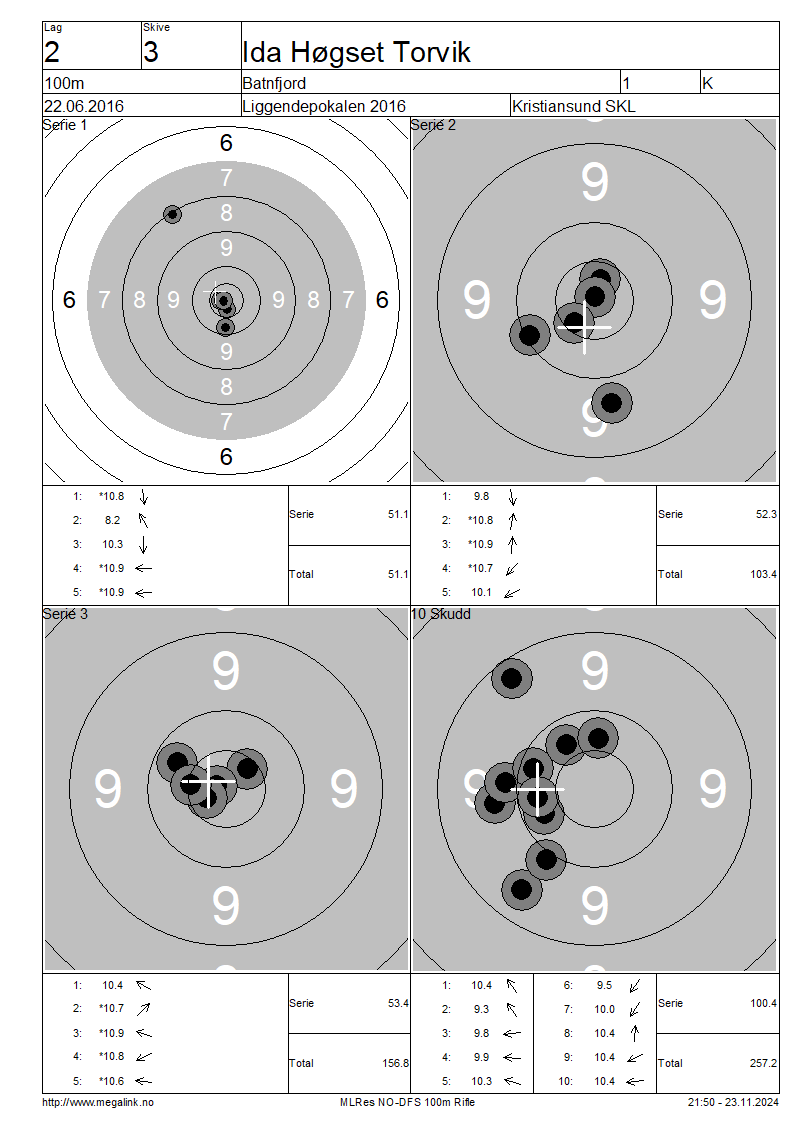 Lag Skive
2 3 Ida Høgset Torvik
100m Batnfjord 1 K
22.06.2016 Liggendepokalen 2016 Kristiansund SKL
Serie 1
6
7
8
9
6 7 8 9 9 8 7 6
9
8
7
6
Serie 2
9
9 9
9
1: *10.8
2: 8.2
3: 10.3
4: *10.9
5: *10.9
Serie 51.1
Total 51.1
1: 9.8
2: *10.8
3: *10.9
4: *10.7
5: 10.1
Serie 52.3
Total 103.4
Serie 3
9
9 9
9
10 Skudd
9
9 9
9
1: 10.4
2: *10.7
3: *10.9
4: *10.8
5: *10.6
Serie 53.4
Total 156.8
1: 10.4 6: 9.5
2: 9.3 7: 10.0
3: 9.8 8: 10.4
4: 9.9 9: 10.4
5: 10.3 10: 10.4
Serie 100.4
Total 257.2
http://www.megalink.no MLRes NO-DFS 100m Rifle 21:50 - 23.11.2024